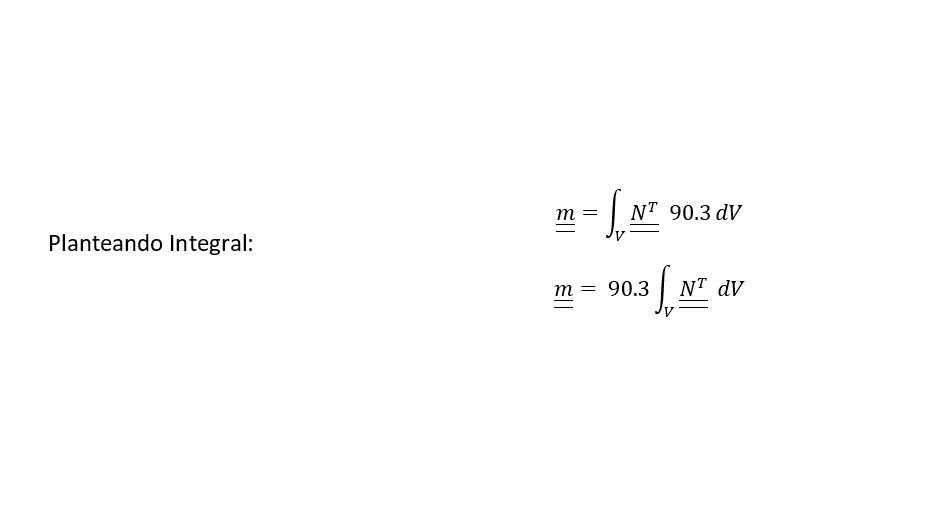 m = ∫_V N^T 90.3 dV
Planteando Integral:
m = 90.3 ∫_V N^T dV